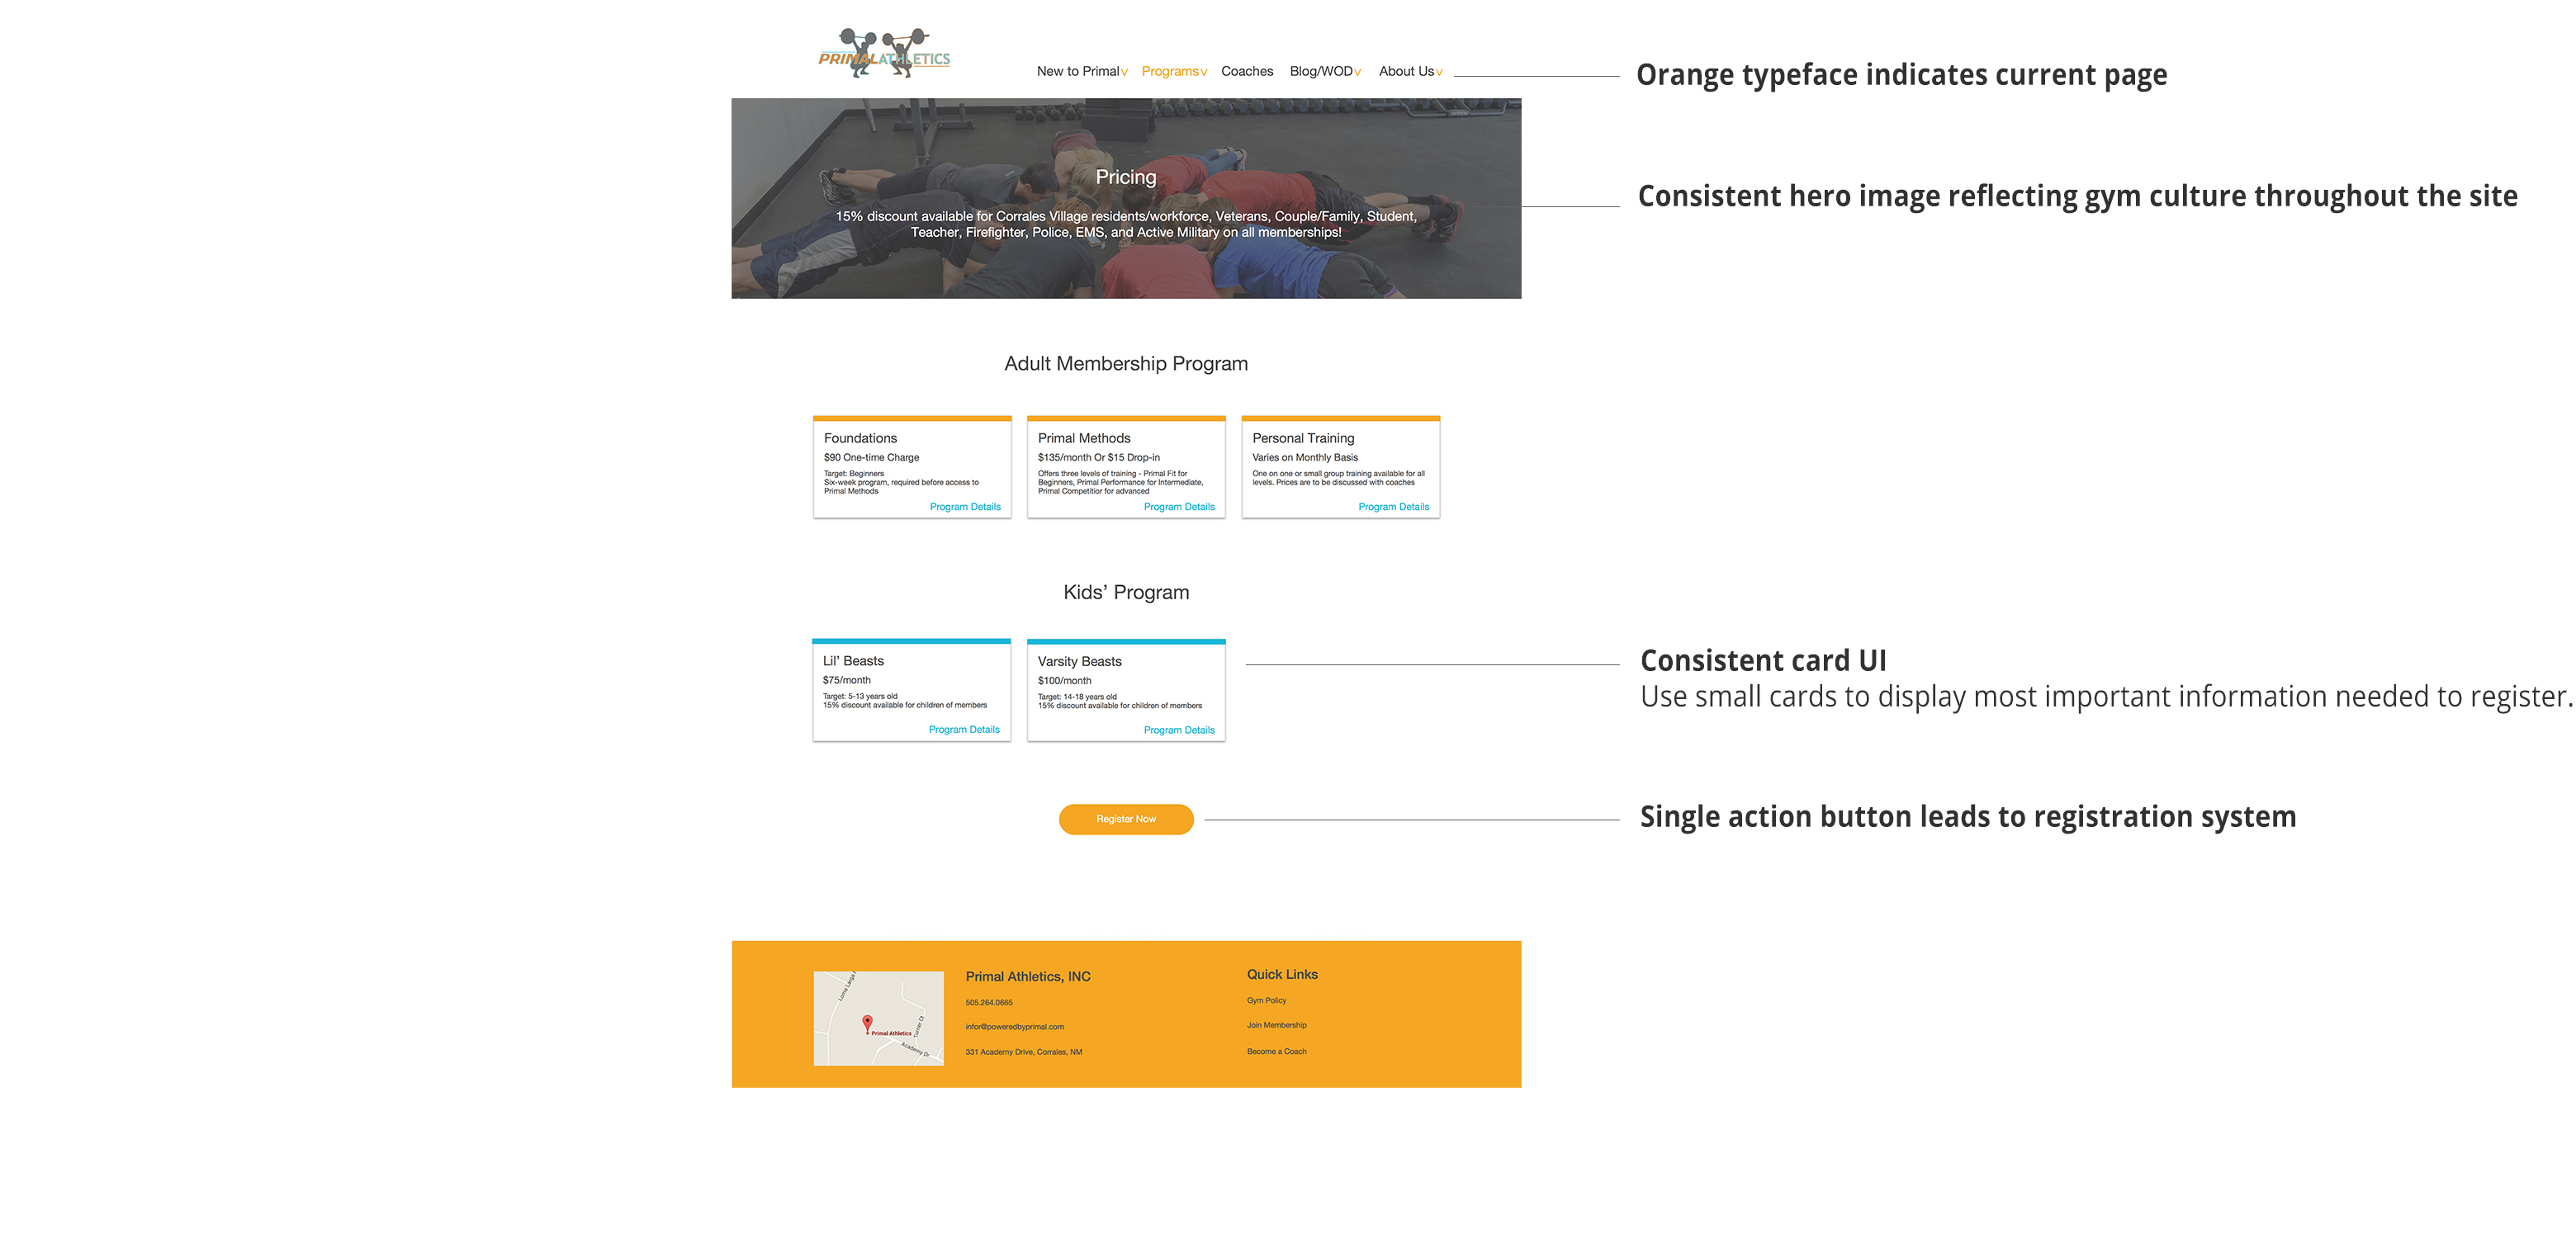 PRIMALATHLETICS
New to Primal v Programs v Coaches Blog/WOD v About Us v
Orange typeface indicates current page
Pricing
15% discount available for Corrales Village residents/workforce, Veterans, Couple/Family, Student,
Teacher, Firefighter, Police, EMS, and Active Military on all memberships!
Consistent hero image reflecting gym culture throughout the site
Adult Membership Program
Foundations
$90 One-time Charge
Target: Beginners
Six-week program, required before access to
Primal Methods
Program Details
Primal Methods
$135/month Or $15 Drop-in
Offers three levels of training - Primal Fit for
Beginners, Primal Performance for Intermediate,
Primal Competitior for advanced
Program Details
Personal Training
Varies on Monthly Basis
One on one or small group training available for all
levels. Prices are to be discussed with coaches
Program Details
Kids’ Program
Lil’ Beasts
$75/month
Target: 5-13 years old
15% discount available for children of members
Program Details
Varsity Beasts
$100/month
Target: 14-18 years old
15% discount available for children of members
Program Details
Consistent card UI
Use small cards to display most important information needed to register.
Register Now
Single action button leads to registration system
Loma Larga
Primal Athletics
Turner Ct
Academy Dr
Primal Athletics, INC
505.264.0665
infor@poweredbyprimal.com
331 Academy Drive, Corrales, NM
Quick Links
Gym Policy
Join Membership
Become a Coach